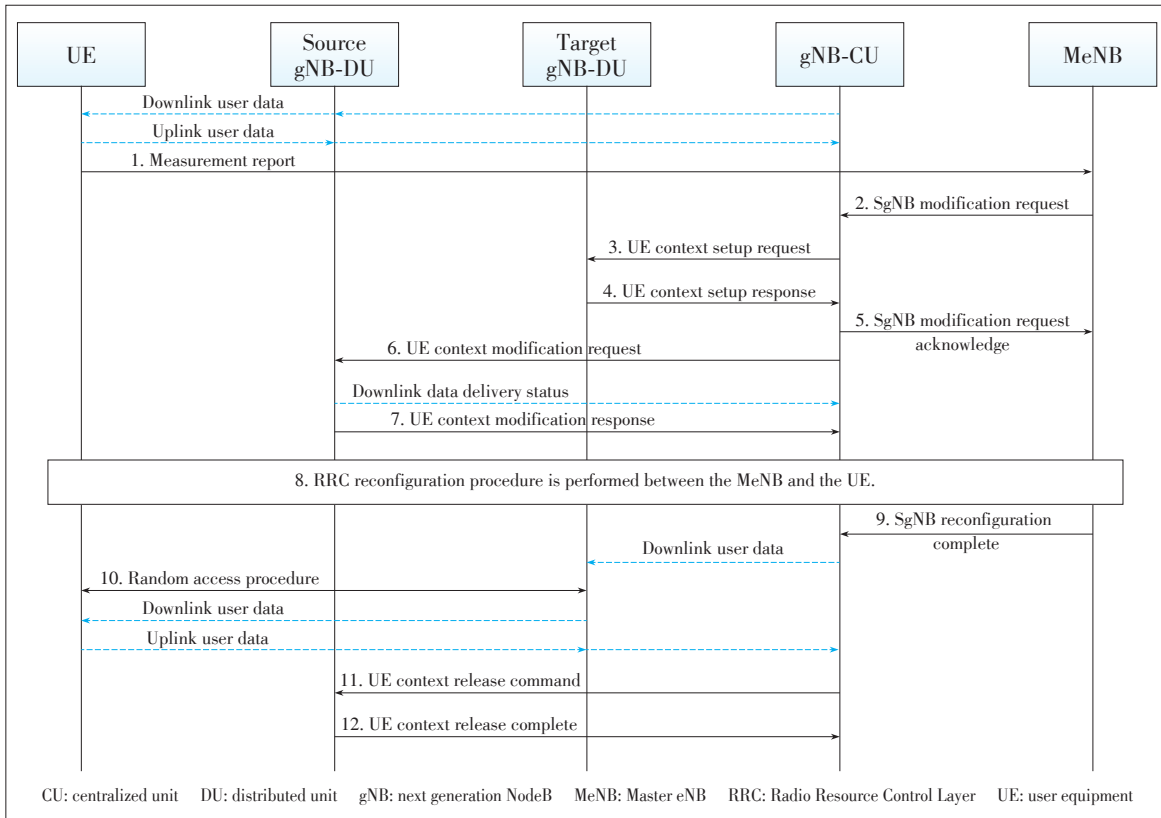 UE
Source
gNB-DU
Target
gNB-DU
gNB-CU
MeNB
Downlink user data
Uplink user data
1. Measurement report
2. SgNB modification request
3. UE context setup request
4. UE context setup response
5. SgNB modification request
acknowledge
6. UE context modification request
Downlink data delivery status
7. UE context modification response
8. RRC reconfiguration procedure is performed between the MeNB and the UE.
9. SgNB reconfiguration
complete
Downlink user data
10. Random access procedure
Downlink user data
Uplink user data
11. UE context release command
12. UE context release complete
CU: centralized unit DU: distributed unit gNB: next generation NodeB MeNB: Master eNB RRC: Radio Resource Control Layer UE: user equipment